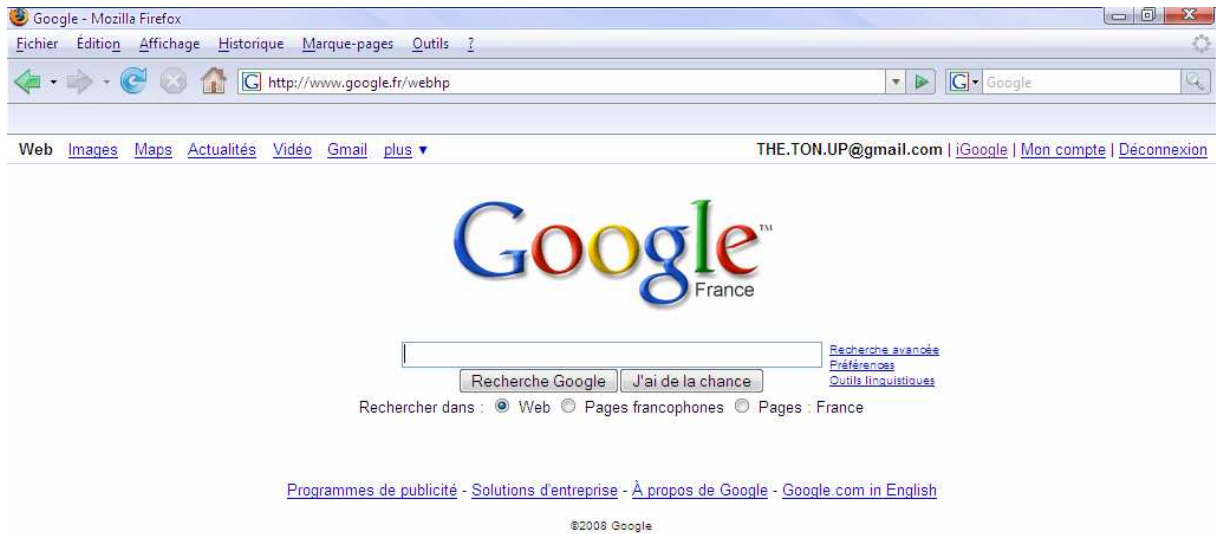 Google - Mozilla Firefox
Fichier Édition Affichage Historique Marque-pages Outils ?
G http://www.google.fr/webhp G Google
Web Images Maps Actualités Vidéo Gmail plus ▼ THE.TON.UP@gmail.com | iGoogle | Mon compte | Déconnexion
Google™
France
Recherche avancée
Préférences
Recherche Google J'ai de la chance Outils linguistiques
Rechercher dans : Web Pages francophones Pages : France
Programmes de publicité - Solutions d'entreprise - À propos de Google - Google.com in English
©2008 Google